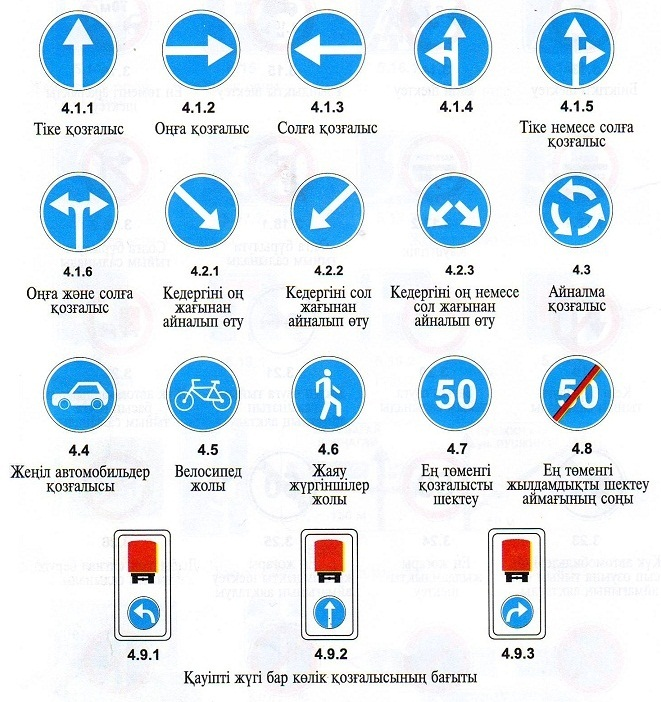 4.1.1 4.1.2 4.1.3 4.1.4 4.1.5
Тіке қозғалыс Оңға қозғалыс Солға қозғалыс Тіке немесе солға
қозғалыс
4.1.6 4.2.1 4.2.2 4.2.3 4.3
Оңға және солға Кедергіні оң Кедергіні сол Кедергіні оң немесе Айналма
қозғалыс жағынан жағынан сол жағынан қозғалыс
айналып өту айналып өту айналып өту
50 50
4.4 4.5 4.6 4.7 4.8
Жеңіл автомобильдер Велосипед Жаяу Ең төменгі Ең төменгі
қозғалысы жолы жүргіншілер қозғалысты жылдамдықты шектеу
жолы шектеу аймағының соңы
4.9.1 4.9.2 4.9.3
Қауіпті жүгі бар көлік қозғалысының бағыты